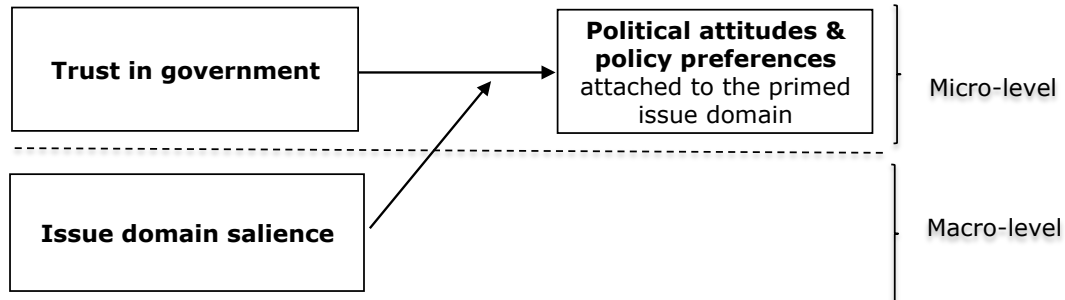 Trust in government
Political attitudes &
policy preferences
attached to the primed
issue domain
Micro-level
Issue domain salience
Macro-level